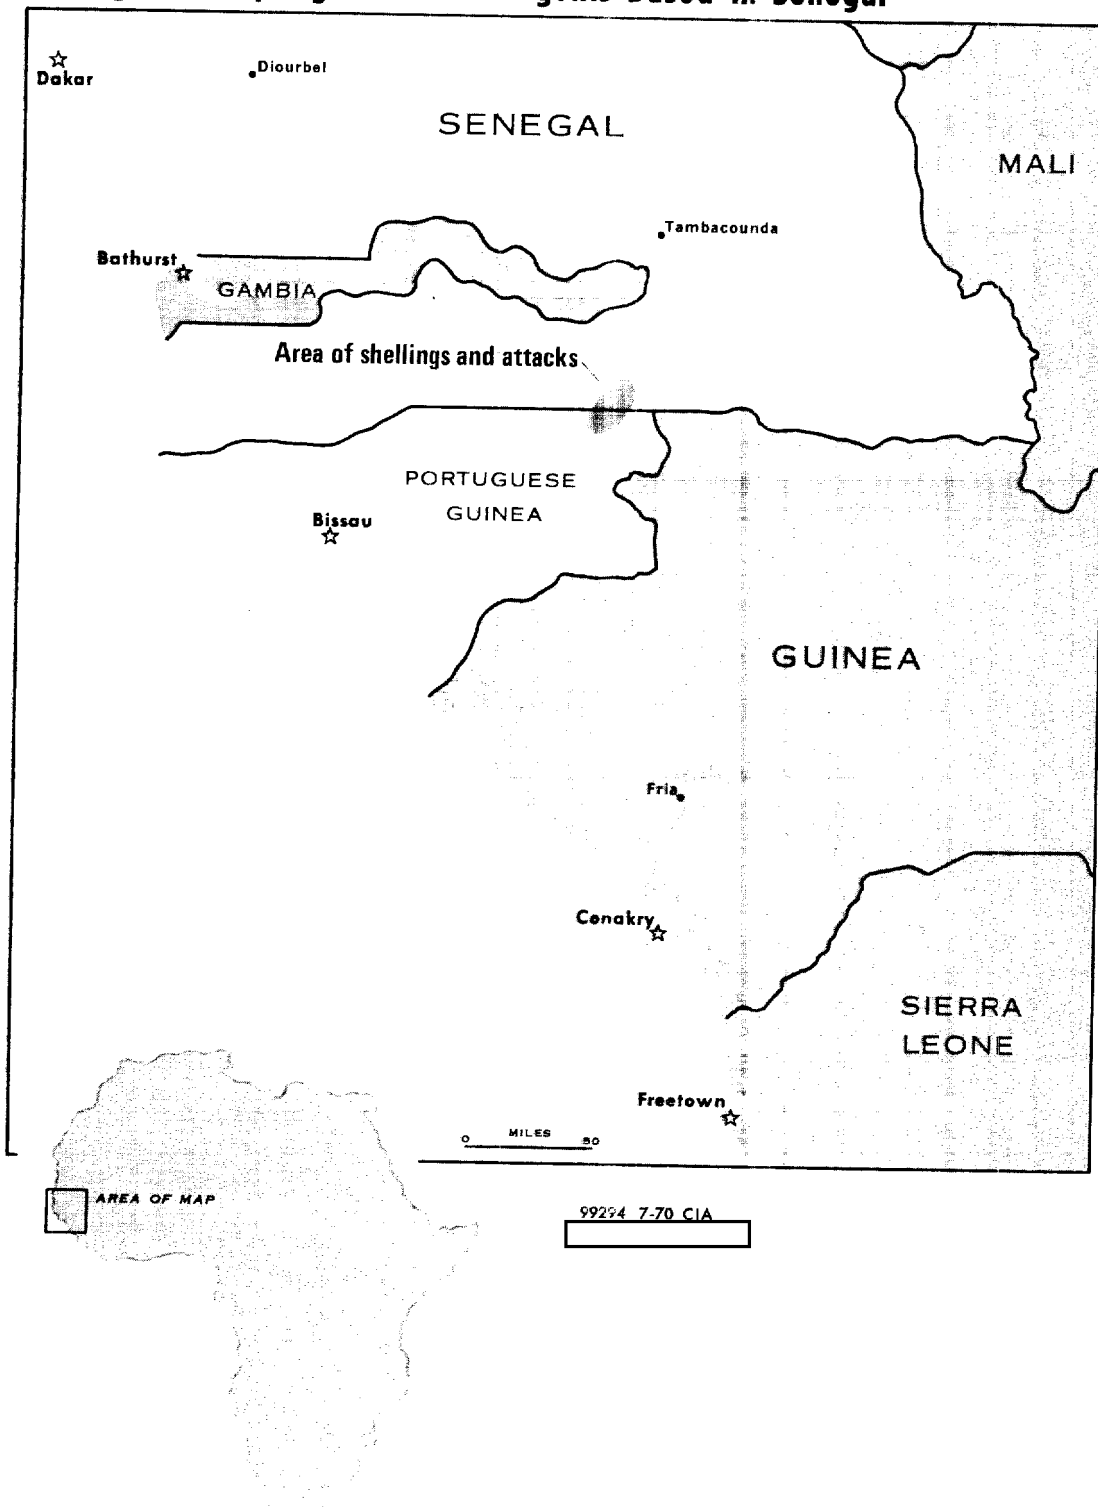 Based in Senegal
Dakar
Diourbel
SENEGAL
MALI
Tambacounda
Bathurst
GAMBIA
Area of shellings and attacks
PORTUGUESE
GUINEA
Bissau
GUINEA
Fria
Conakry
SIERRA
LEONE
Freetown
0 MILES 50
AREA OF MAP
99294 7-70 CIA